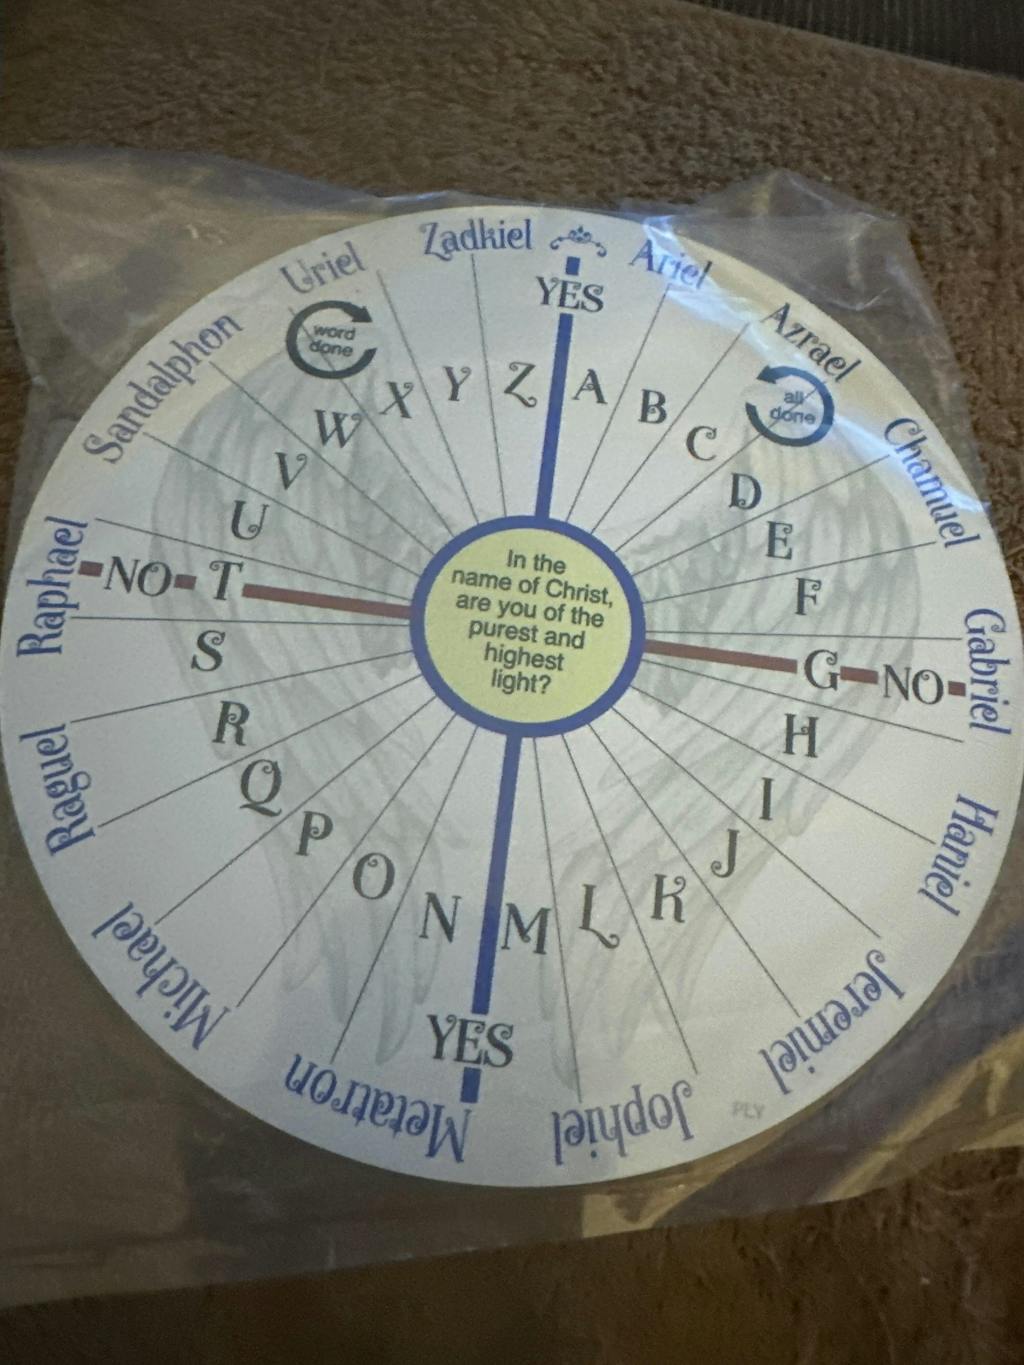 Zadkiel
Ariel
Uriel
Azrael
YES
word
done
all
done
Sandalphon
Chamuel
Z
A
Y
B
X
C
W
D
V
E
U
F
T
G
S
H
R
I
Q
J
P
K
O
L
N
M
Raphael
NO
NO
Gabriel
In the
name of Christ,
are you of the
purest and
highest
light?
Raguel
Haniel
Michael
Jeremiel
YES
Metatron
Jophiel
PLY